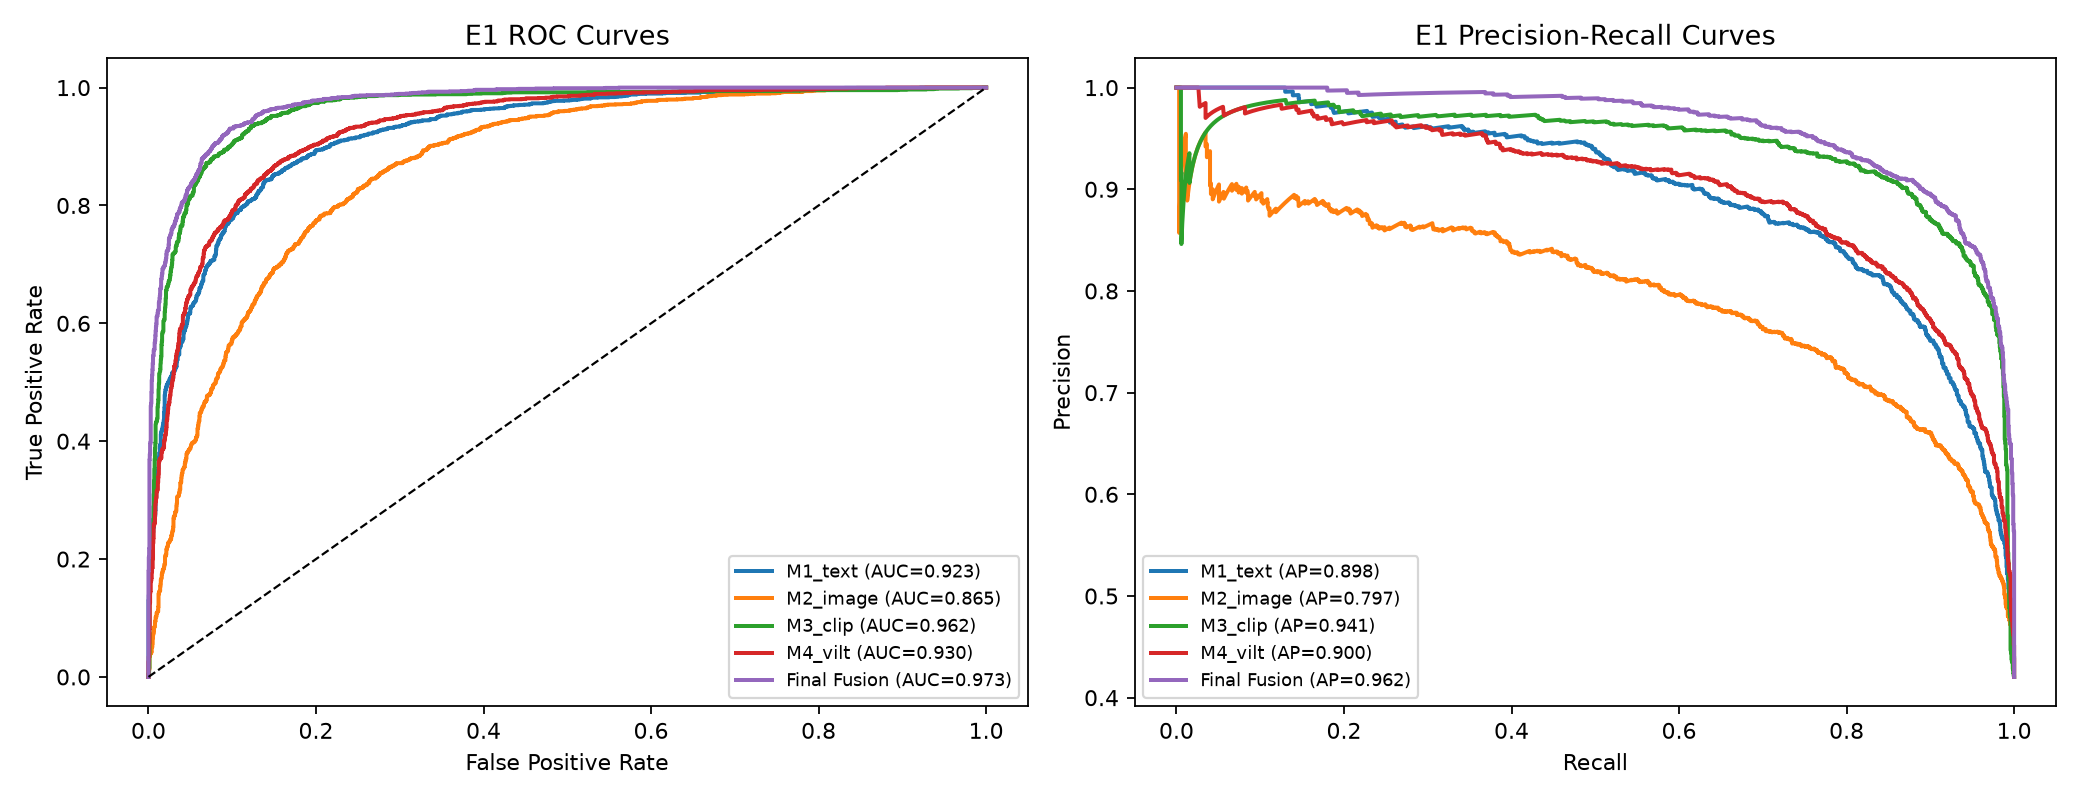 E1 ROC Curves
True Positive Rate
1.0
0.8
0.6
0.4
0.2
0.0
M1_text (AUC=0.923)
M2_image (AUC=0.865)
M3_clip (AUC=0.962)
M4_vilt (AUC=0.930)
Final Fusion (AUC=0.973)
0.0 0.2 0.4 0.6 0.8 1.0
False Positive Rate
E1 Precision-Recall Curves
Precision
1.0
0.9
0.8
0.7
0.6
0.5
0.4
M1_text (AP=0.898)
M2_image (AP=0.797)
M3_clip (AP=0.941)
M4_vilt (AP=0.900)
Final Fusion (AP=0.962)
0.0 0.2 0.4 0.6 0.8 1.0
Recall